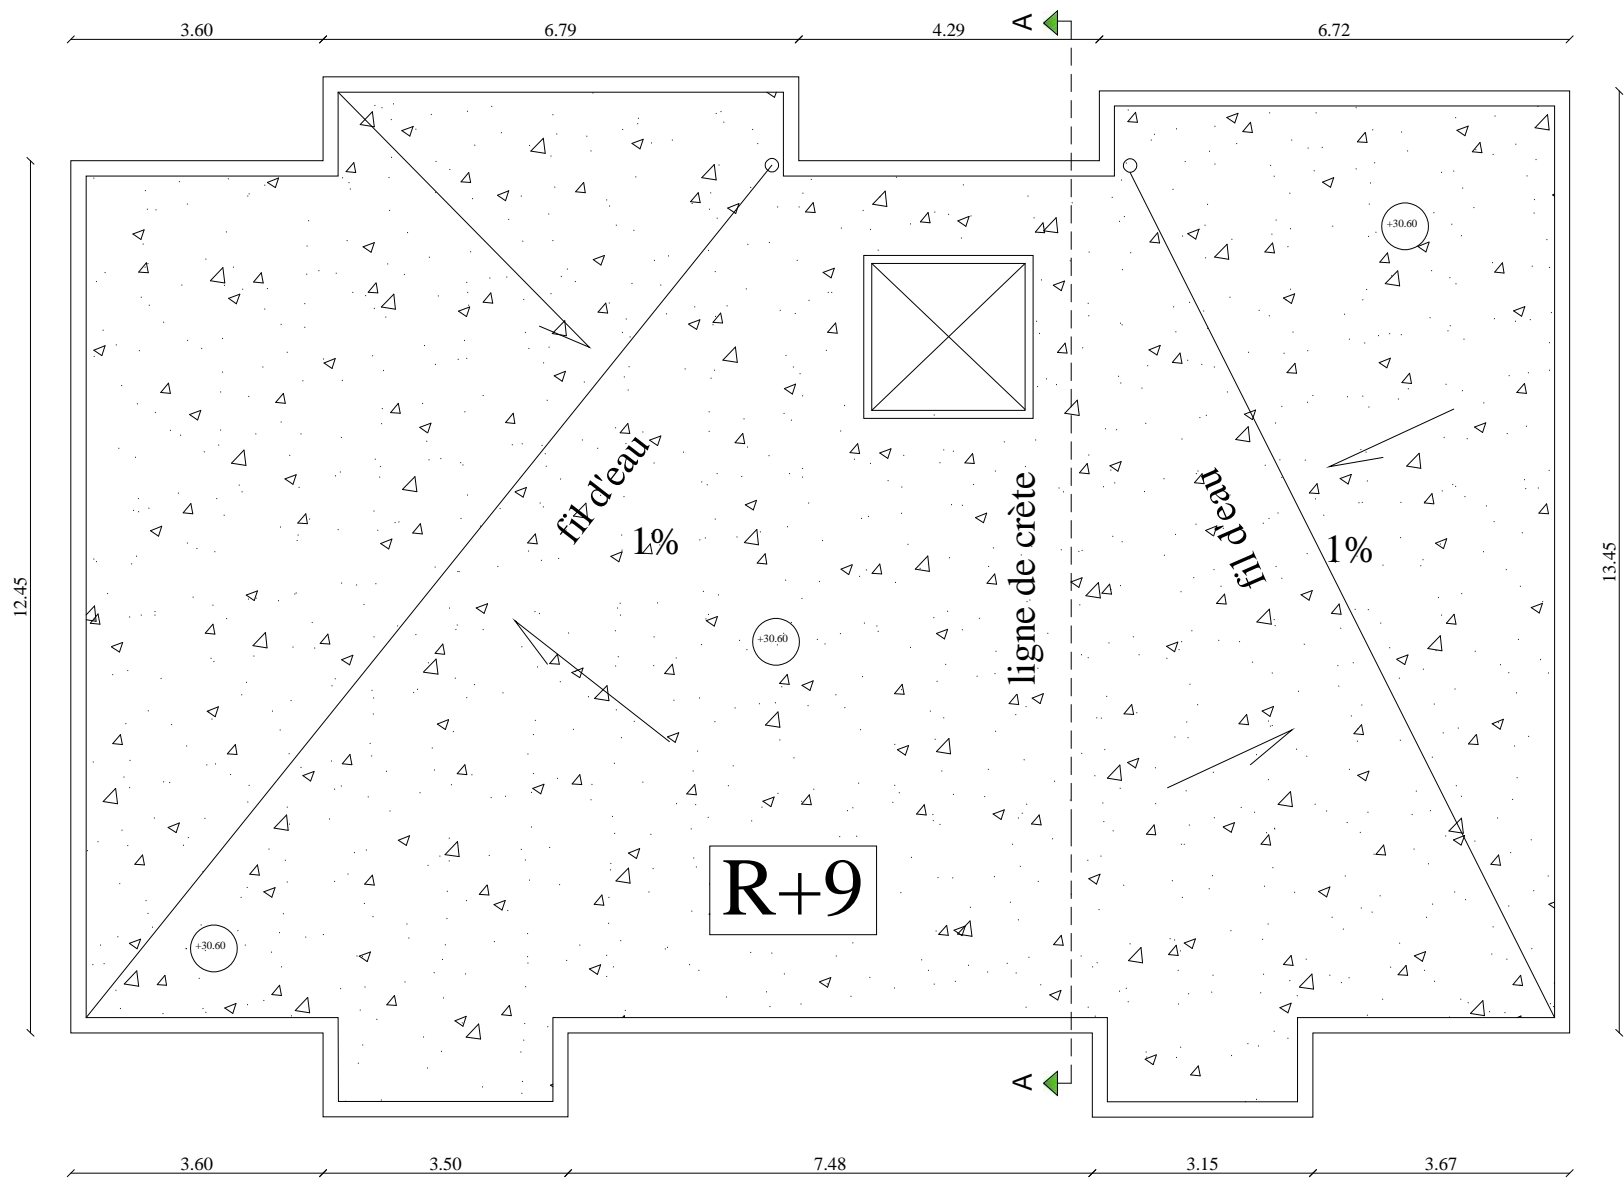 3.60
6.79
4.29
A
6.72
+30.60
12.45
13.45
fil d'eau
1%
ligne de crète
fil d'eau
1%
+30.60
R+9
+30.60
A
3.60
3.50
7.48
3.15
3.67